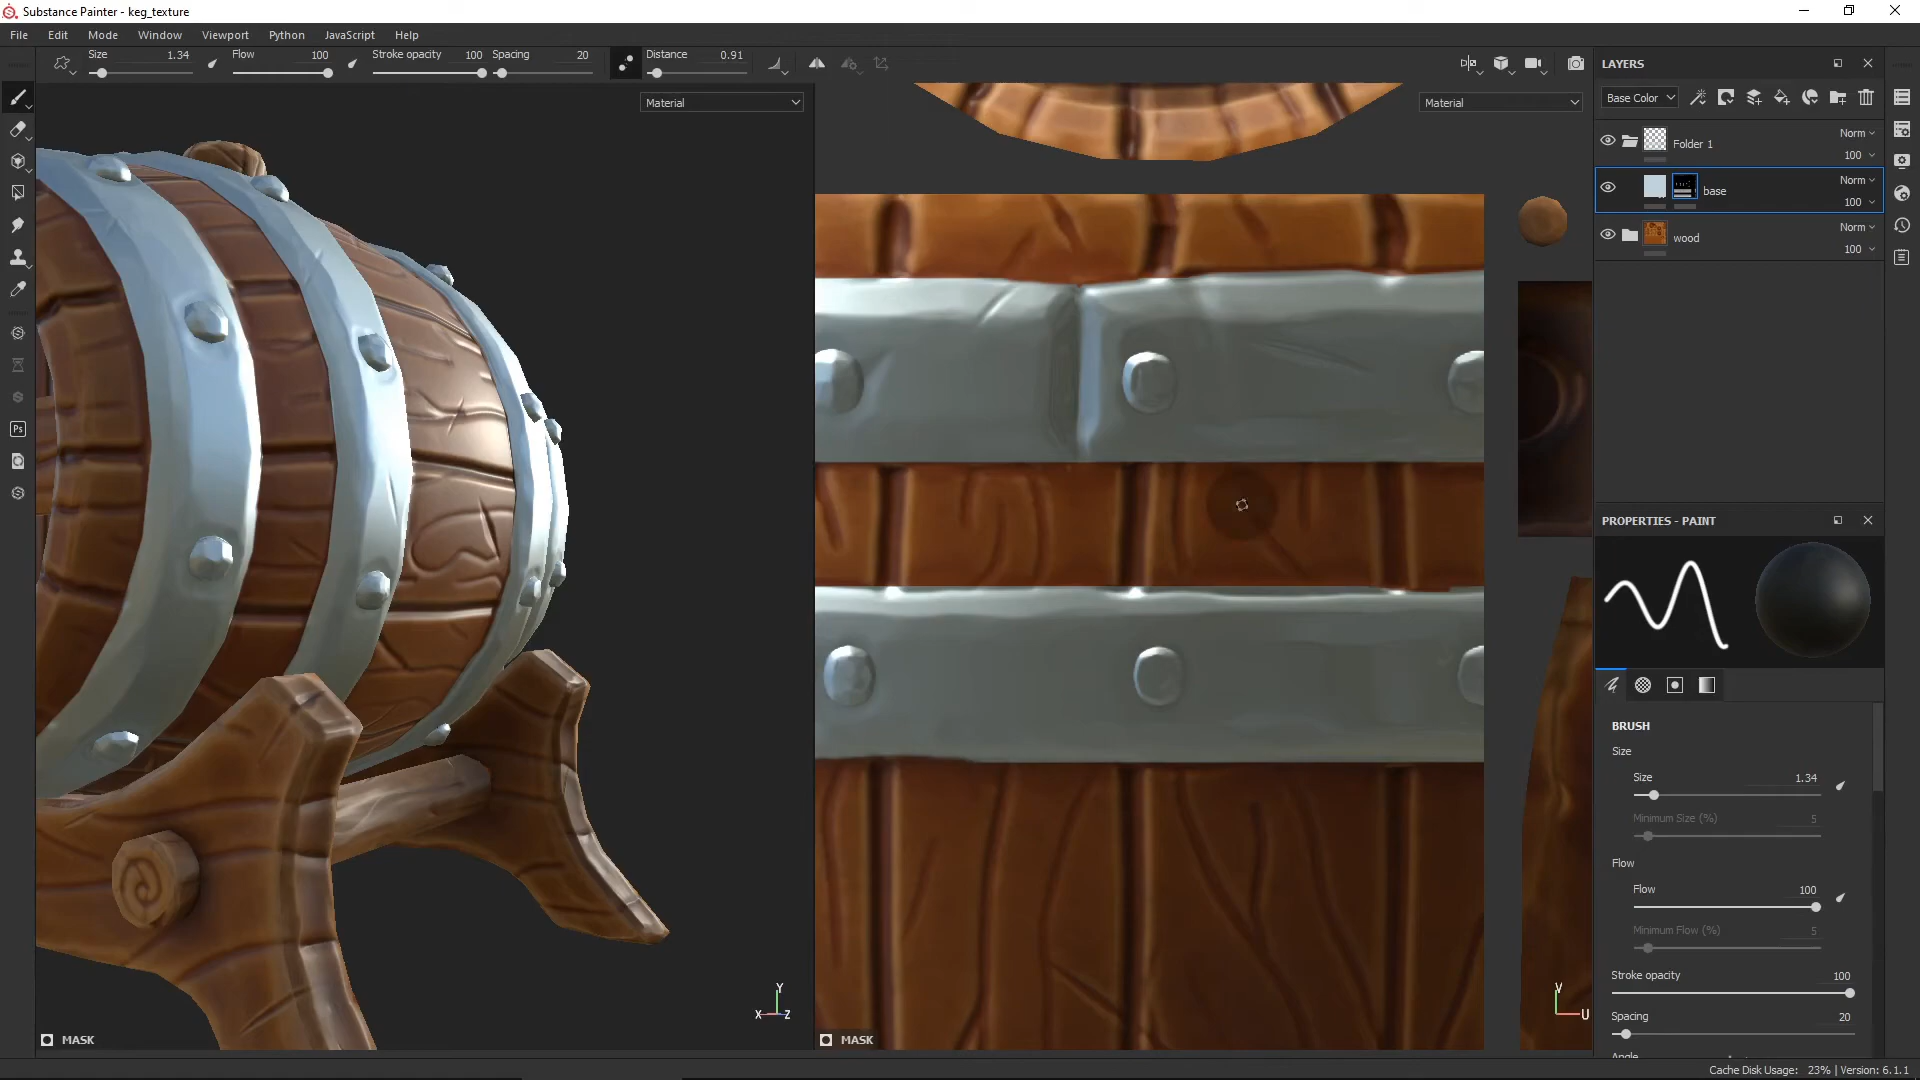 Substance Painter - keg_texture
File Edit Mode Window Viewport Python JavaScript Help
Size 1.34 Flow 100 Stroke opacity 100 Spacing 20 Distance 0.91
Material
Material
LAYERS
Base Color
Folder 1 Norm 100
base Norm 100
wood Norm 100
PROPERTIES - PAINT
Ps
BRUSH
Size
Size 1.34
Minimum Size (%) 5
Flow
Flow 100
Minimum Flow (%) 5
Stroke opacity 100
Spacing 20
Angle
Y
X Z
V
U
MASK
MASK
Cache Disk Usage: 23% | Version: 6.1.1